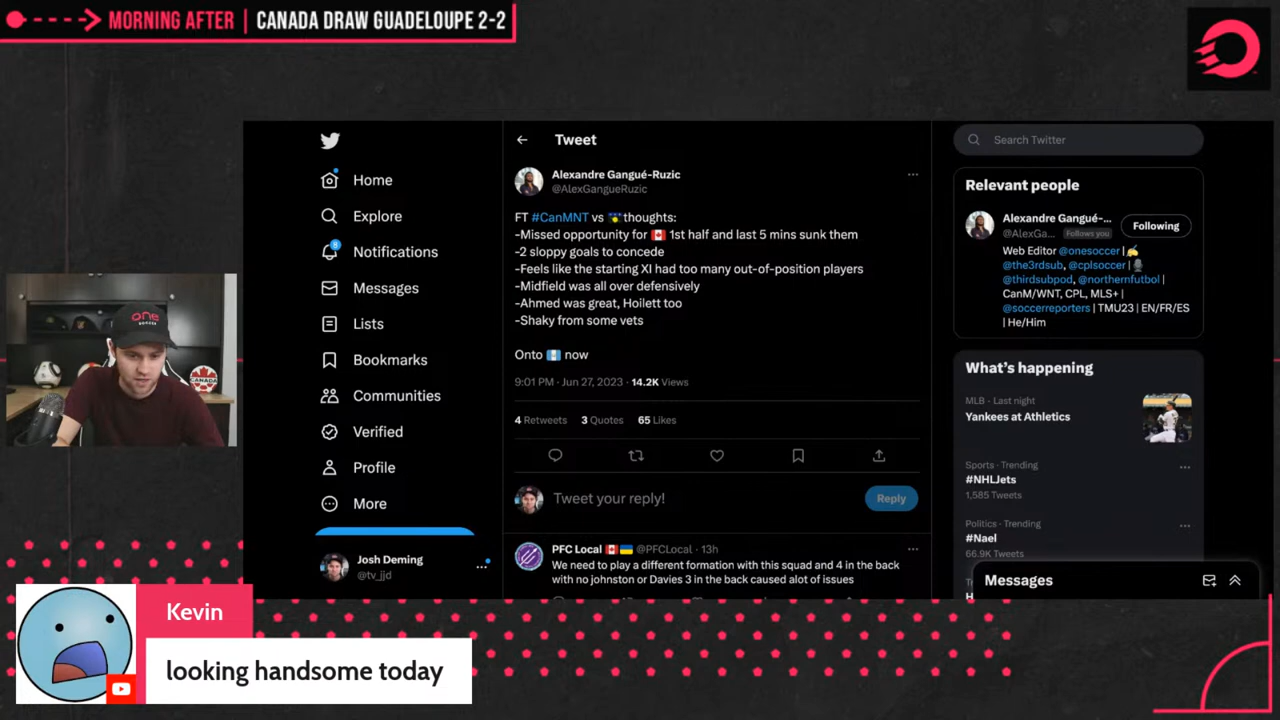 MORNING AFTER | CANADA DRAW GUADELOUPE 2-2
Home
Explore
8
Notifications
Messages
Lists
Bookmarks
Communities
Verified
Profile
More
Josh Deming
@tv_jjd
Tweet
Alexandre Gangué-Ruzic
@AlexGangueRuzic
FT #CanMNT vs thoughts:
-Missed opportunity for 🇨🇦 1st half and last 5 mins sunk them
-2 sloppy goals to concede
-Feels like the starting XI had too many out-of-position players
-Midfield was all over defensively
-Ahmed was great, Hoilett too
-Shaky from some vets
Onto 🇬🇹 now
9:01 PM · Jun 27, 2023 · 14.2K Views
4 Retweets 3 Quotes 65 Likes
Tweet your reply!
Reply
PFC Local 🇨🇦 🇺🇦 @PFCLocal · 13h
We need to play a different formation with this squad and 4 in the back
with no johnston or Davies 3 in the back caused alot of issues
Search Twitter
Relevant people
Alexandre Gangué-...
Following
@AlexGa... Follows you
Web Editor @onesoccer |✍
@the3rdsub, @cplsoccer |🎙
@thirdsubpod, @northernfutbol |
CanM/WNT, CPL, MLS+ |
@soccerreporters | TMU23 | EN/FR/ES
| He/Him
What's happening
MLB · Last night
Yankees at Athletics
Sports · Trending
#NHLJets
1,585 Tweets
Politics · Trending
#Nael
66.9K Tweets
Messages
one
SOCCER
CANADA
Kevin
looking handsome today